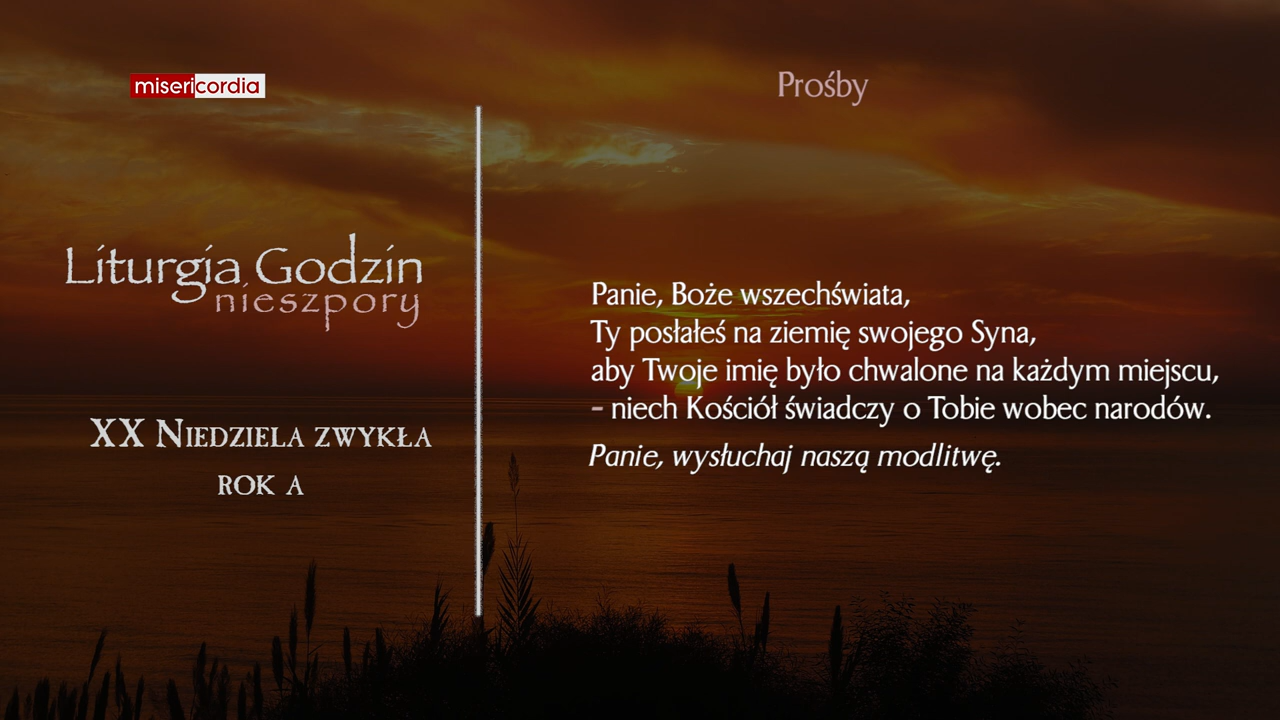 misericordia
Liturgia Godzin
nieszpory
XX Niedziela zwykła
rok A
Prośby
Panie, Boże wszechświata,
Ty posłałeś na ziemię swojego Syna,
aby Twoje imię było chwalone na każdym miejscu,
- niech Kościół świadczy o Tobie wobec narodów.
Panie, wysłuchaj naszą modlitwę.